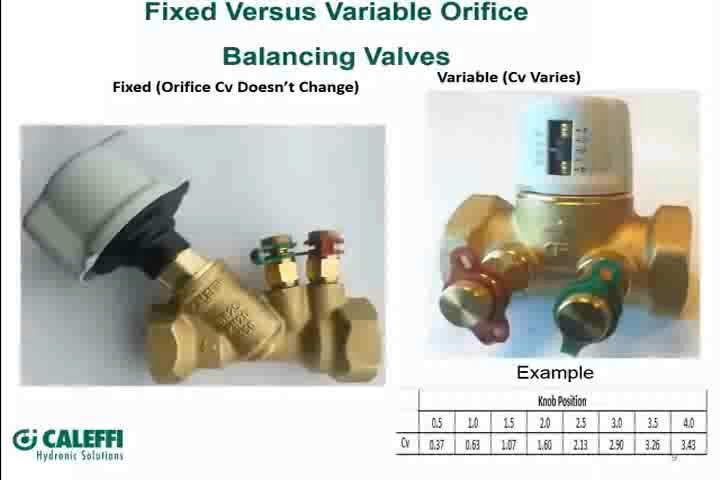 Fixed Versus Variable Orifice
Balancing Valves
Fixed (Orifice Cv Doesn't Change)
Variable (Cv Varies)
CALEFFI
Example
Knob Position
0.5 1.0 1.5 2.0 2.5 3.0 3.5 4.0
Cv 0.37 0.63 1.07 1.60 2.13 2.90 3.26 3.43
CALEFFI
Hydronic Solutions
9